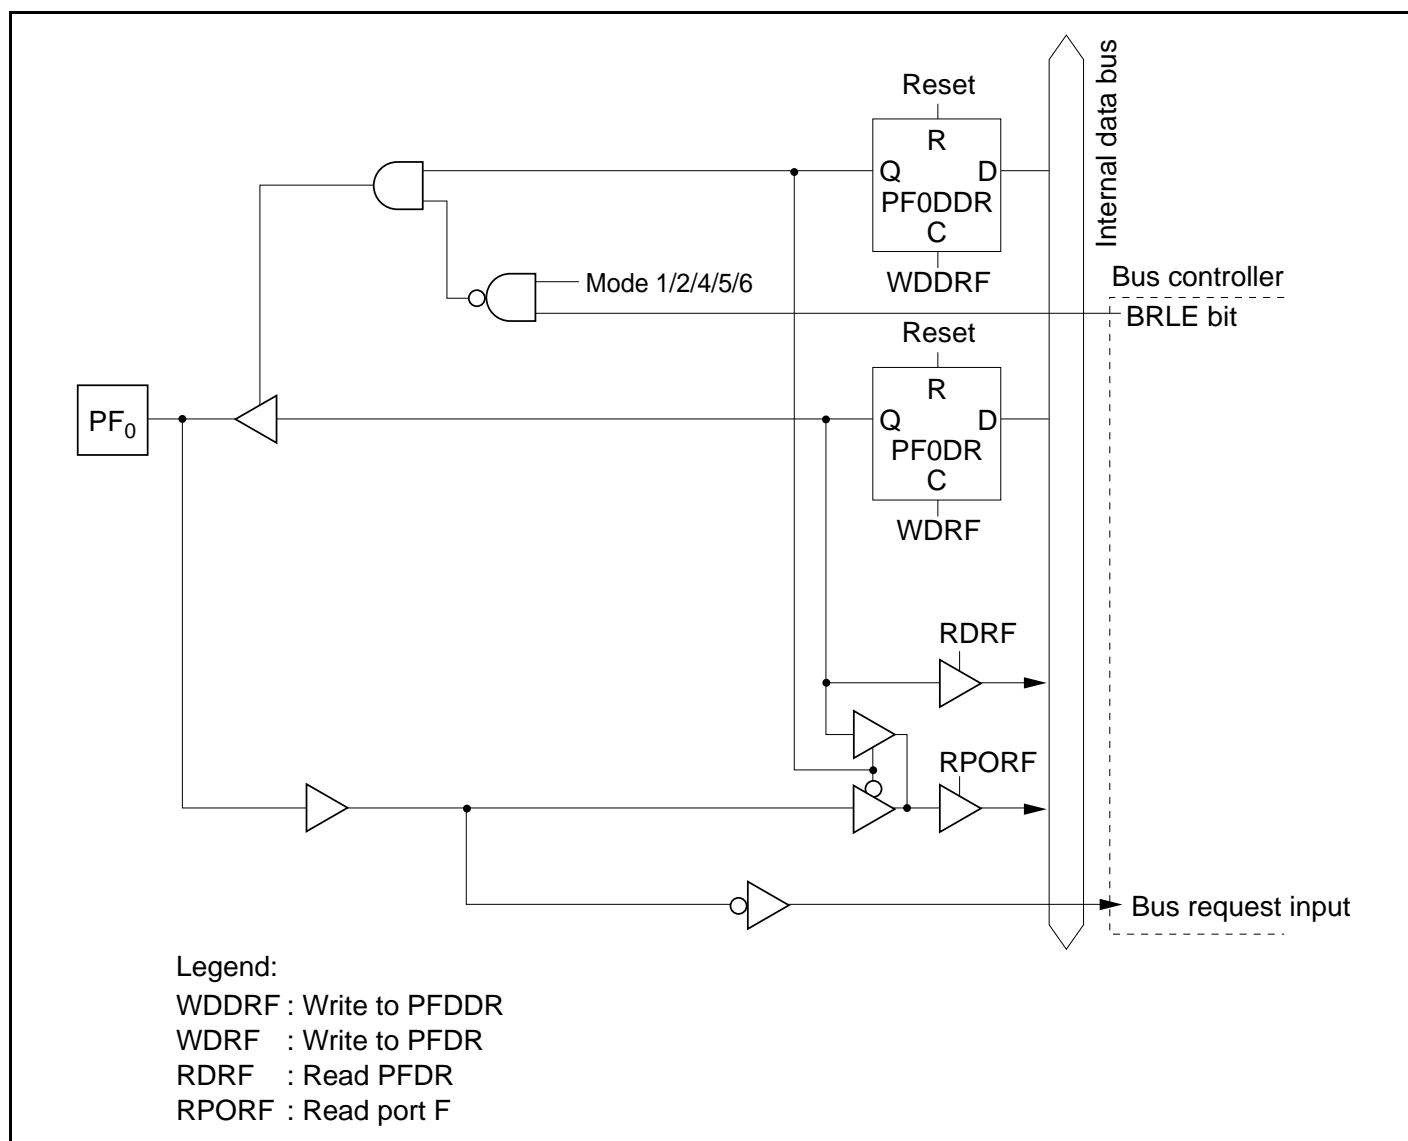 Internal data bus
Reset
R
Q D
PF0DDR
C
WDDRF
Mode 1/2/4/5/6
Bus controller
BRLE bit
Reset
R
PF0
Q D
PF0DR
C
WDRF
RDRF
RPORF
Bus request input
Legend:
WDDRF : Write to PFDDR
WDRF : Write to PFDR
RDRF : Read PFDR
RPORF : Read port F